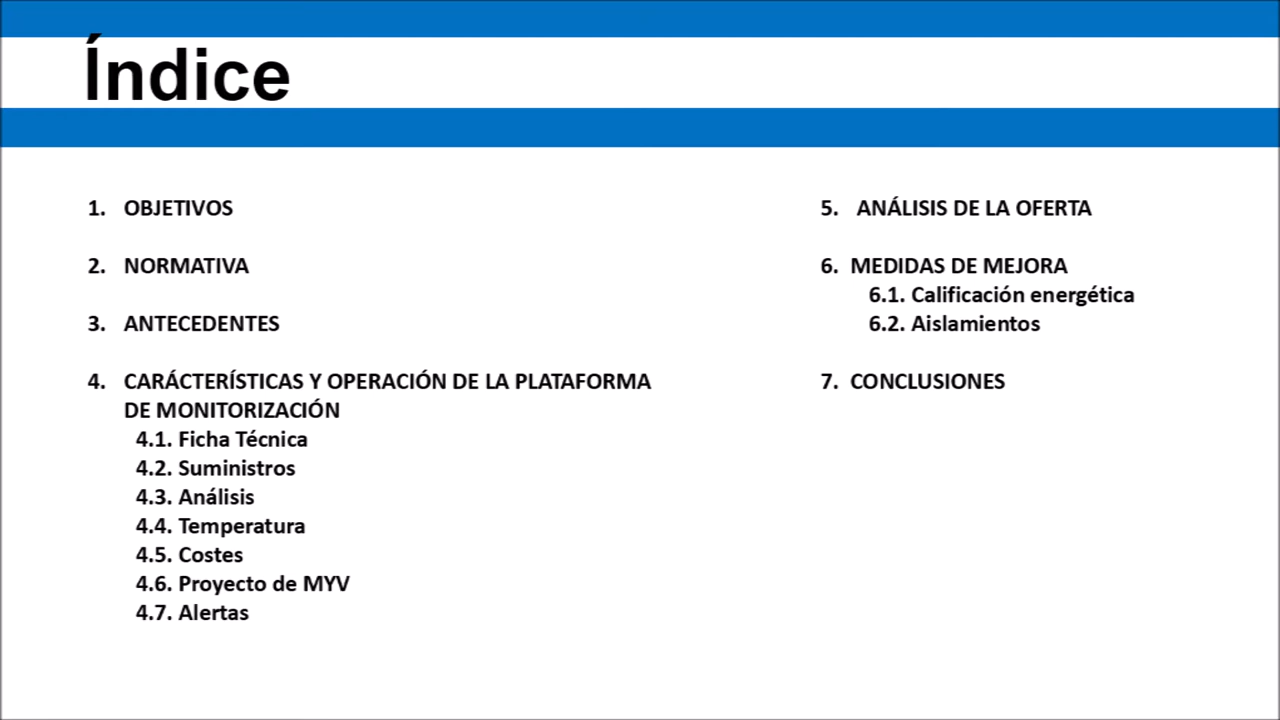 Índice
1. OBJETIVOS
2. NORMATIVA
3. ANTECEDENTES
4. CARÁCTERÍSTICAS Y OPERACIÓN DE LA PLATAFORMA
DE MONITORIZACIÓN
4.1. Ficha Técnica
4.2. Suministros
4.3. Análisis
4.4. Temperatura
4.5. Costes
4.6. Proyecto de MYV
4.7. Alertas
5. ANÁLISIS DE LA OFERTA
6. MEDIDAS DE MEJORA
6.1. Calificación energética
6.2. Aislamientos
7. CONCLUSIONES